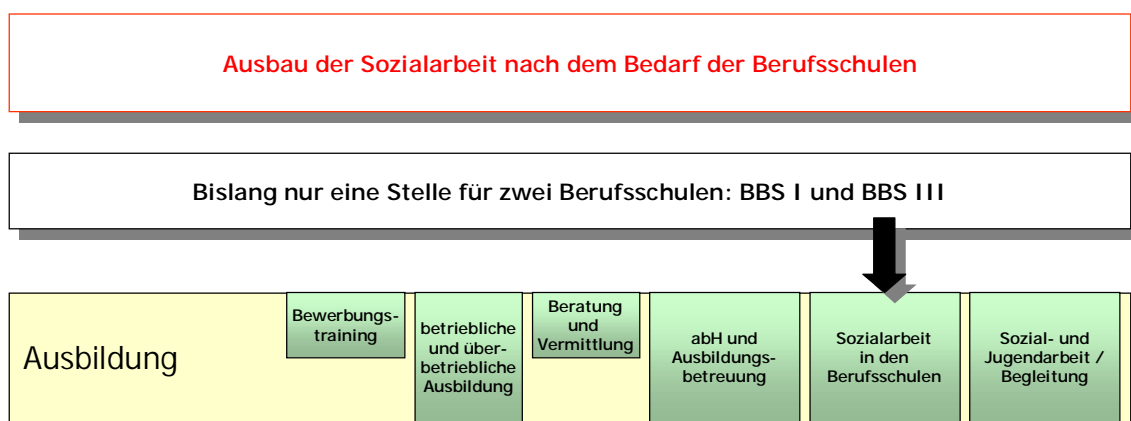 Ausbau der Sozialarbeit nach dem Bedarf der Berufsschulen
Bislang nur eine Stelle für zwei Berufsschulen: BBS I und BBS III
Ausbildung
Bewerbungs-
training
betriebliche
und über-
betriebliche
Ausbildung
Beratung
und
Vermittlung
abH und
Ausbildungs-
betreuung
Sozialarbeit
in den
Berufsschulen
Sozial- und
Jugendarbeit /
Begleitung